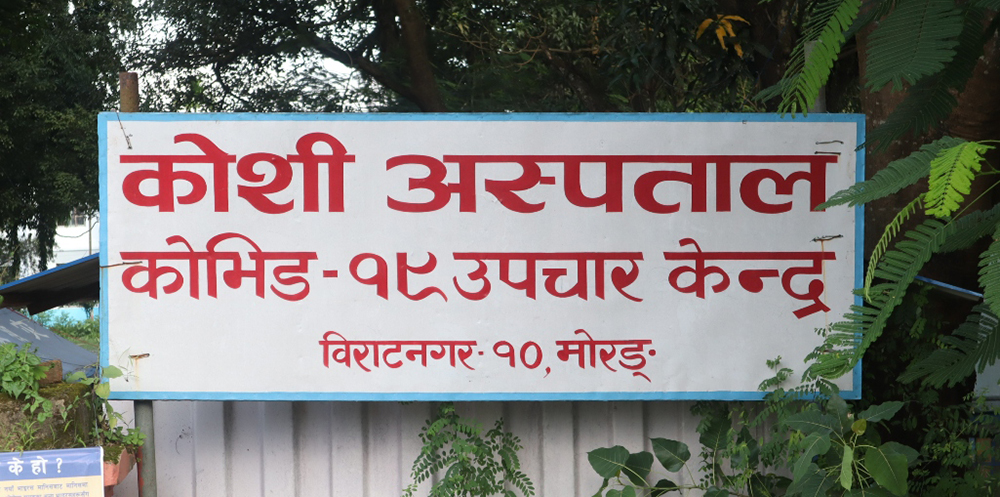 कोशी अस्पताल
कोभिड-१९ उपचार केन्द्र
विराटनगर-१०, मोरङ्
के हो ?